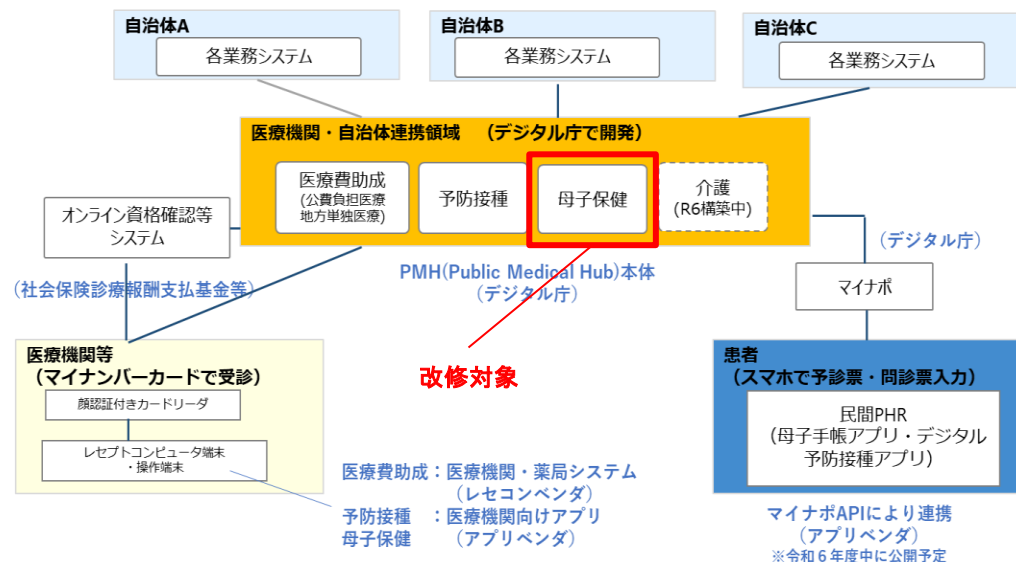 自治体A
各業務システム
自治体B
各業務システム
自治体C
各業務システム
医療機関・自治体連携領域 （デジタル庁で開発）
医療費助成
(公費負担医療
地方単独医療)
予防接種
母子保健
介護
(R6構築中)
オンライン資格確認等
システム
（社会保険診療報酬支払基金等）
PMH(Public Medical Hub)本体
（デジタル庁）
（デジタル庁）
マイナポ
改修対象
医療機関等
（マイナンバーカードで受診）
顔認証付きカードリーダ
レセプトコンピュータ端末
・操作端末
医療費助成：医療機関・薬局システム
（レセコンベンダ）
予防接種 ：医療機関向けアプリ
母子保健 （アプリベンダ）
患者
（スマホで予診票・問診票入力）
民間PHR
（母子手帳アプリ・デジタル
予防接種アプリ）
マイナポAPIにより連携
（アプリベンダ）
※令和６年度中に公開予定